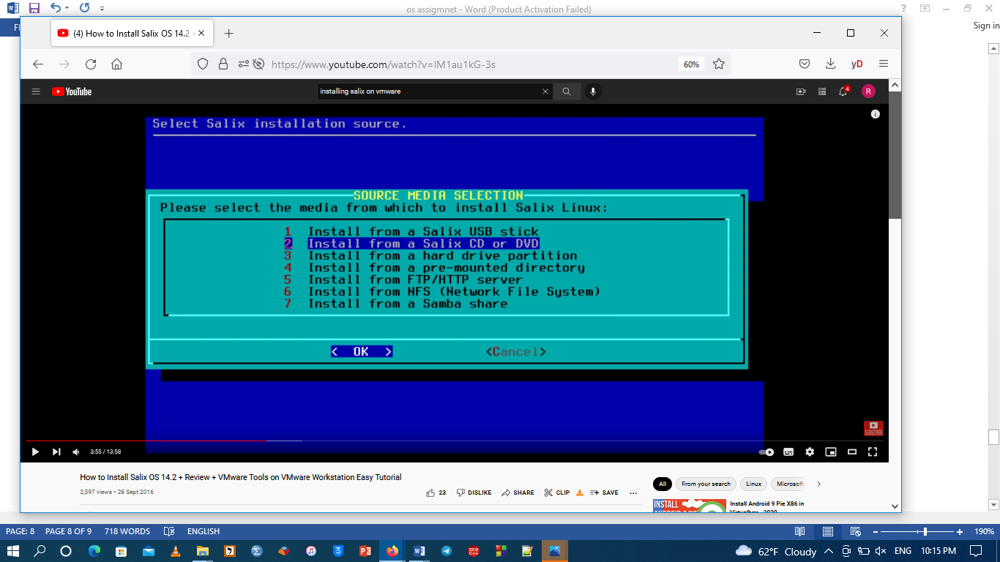 os assigmnet - Word (Product Activation Failed)
Sign in
(4) How to Install Salix OS 14.2
https://www.youtube.com/watch?v=IM1au1kG-3s
60%
yD
YouTube
installing salix on vmware
4
R
Select Salix installation source.
SOURCE MEDIA SELECTION
Please select the media from which to install Salix Linux:
1 Install from a Salix USB stick
2 Install from a Salix CD or DVD
3 Install from a hard drive partition
4 Install from a pre-mounted directory
5 Install from FTP/HTTP server
6 Install from NFS (Network File System)
7 Install from a Samba share
< OK >
<Cancel>
SUBSCRIBE
3:55 / 13:58
How to Install Salix OS 14.2 + Review + VMware Tools on VMware Workstation Easy Tutorial
2,597 views • 28 Sept 2016
23
DISLIKE
SHARE
CLIP
SAVE
All
From your search
Linux
Microsoft
INSTALL
Install Android 9 Pie X86 in
PAGE: 8
PAGE 8 OF 9
718 WORDS
ENGLISH
190%
62°F Cloudy
ENG
10:15 PM